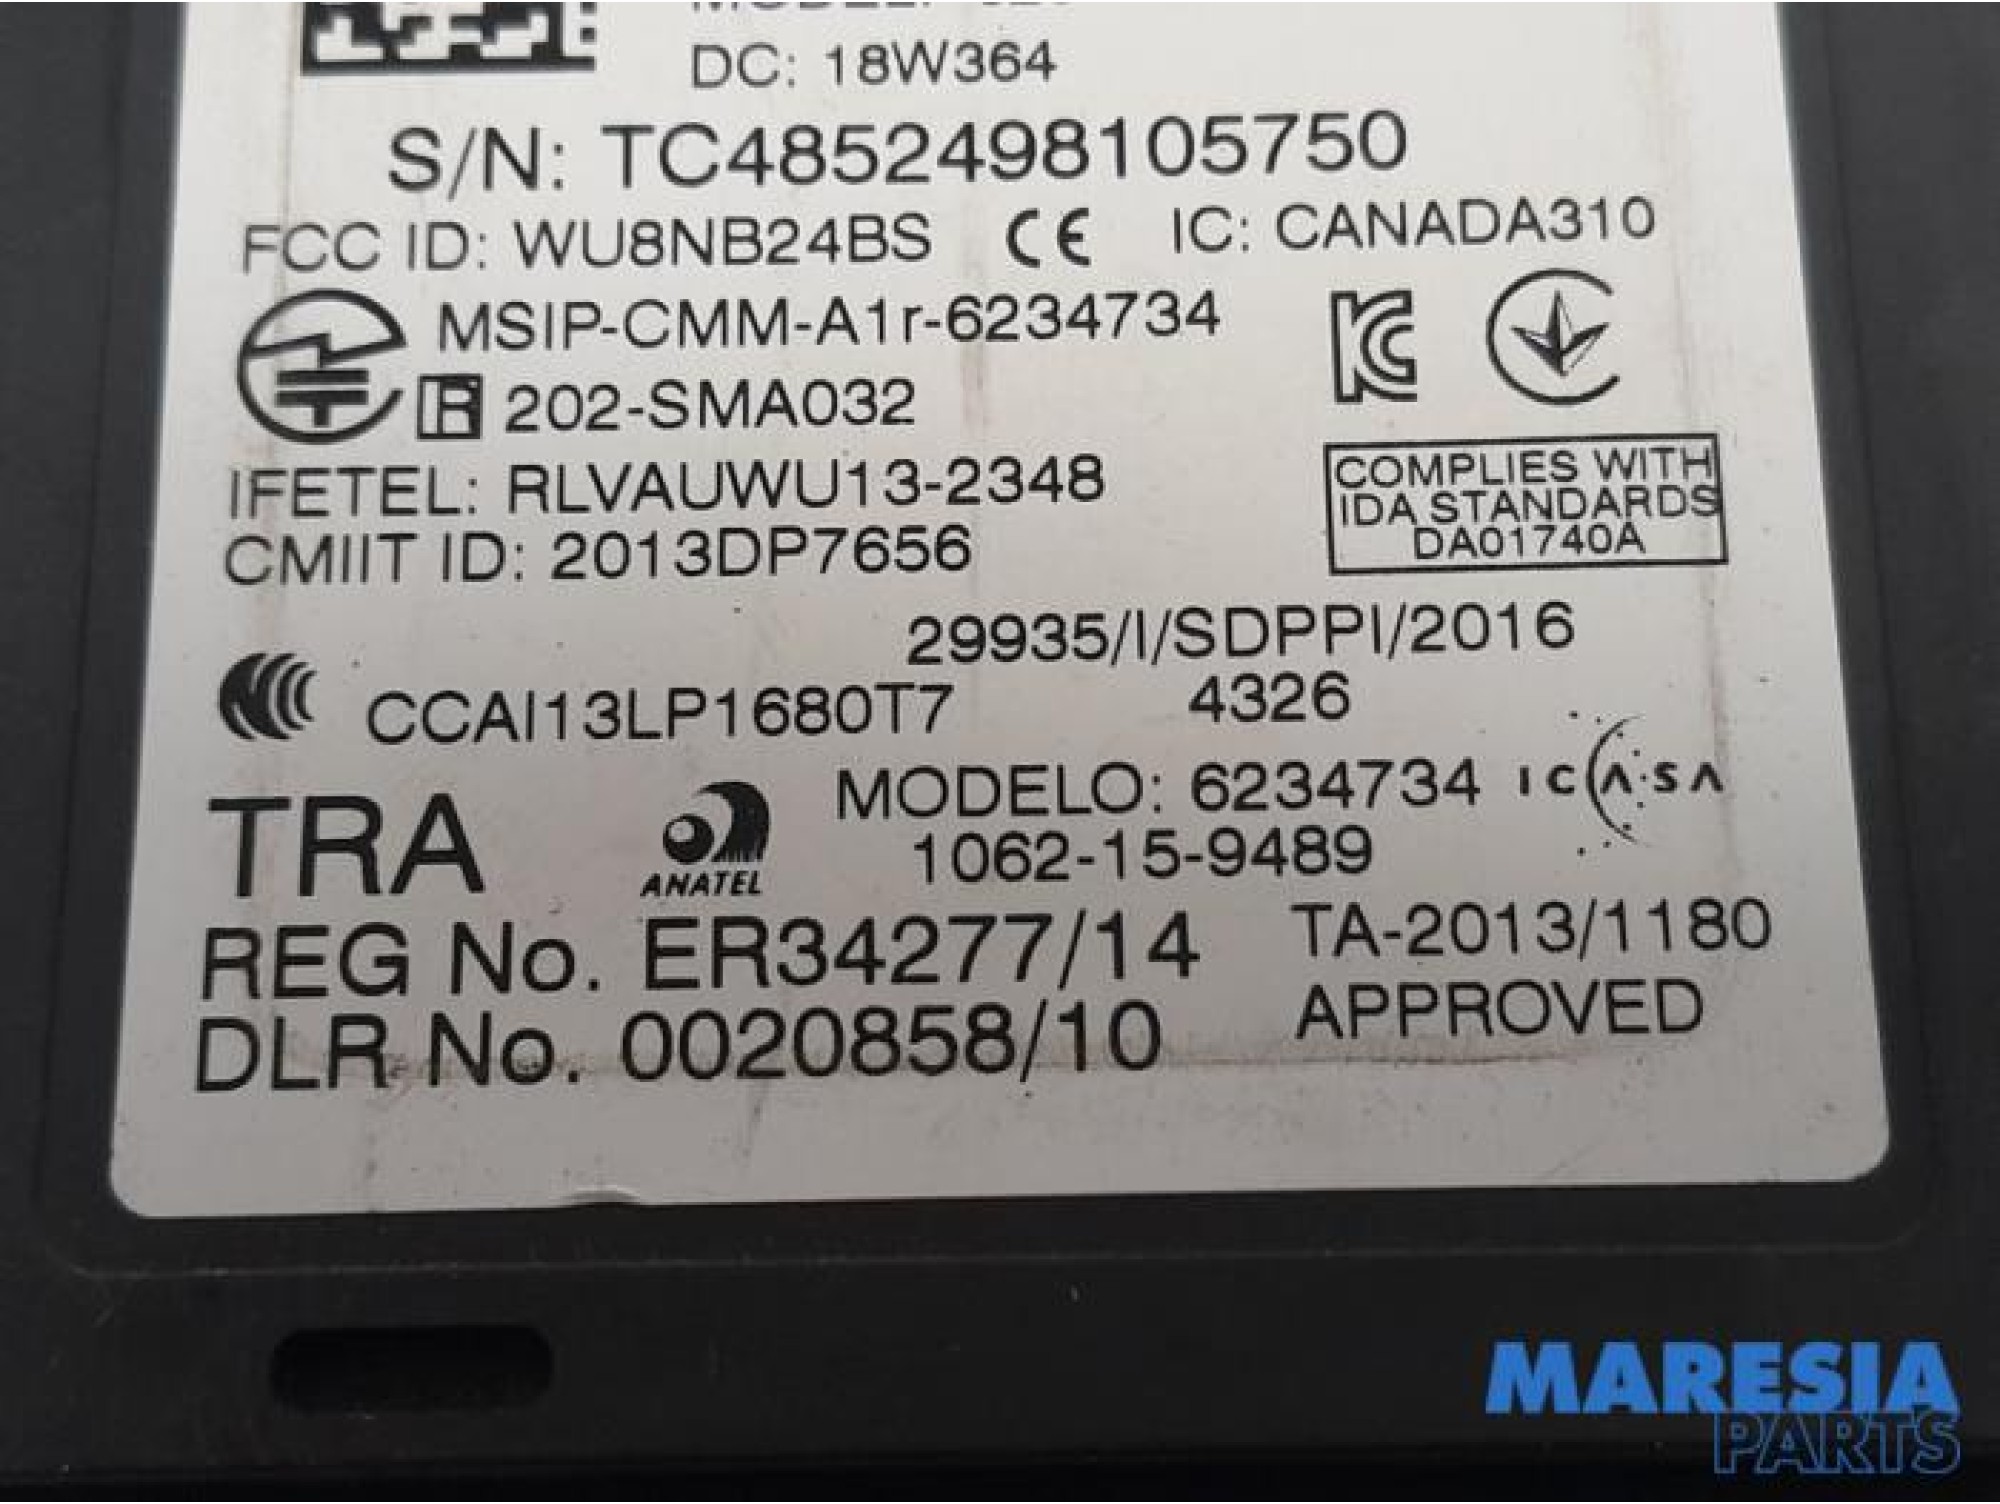 DC: 18W364
S/N: TC4852498105750
FCC ID: WU8NB24BS CE IC: CANADA310
MSIP-CMM-A1r-6234734
R 202-SMA032
IFETEL: RLVAUWU13-2348
CMIIT ID: 2013DP7656
COMPLIES WITH
IDA STANDARDS
DA01740A
29935/I/SDPPI/2016
4326
CCAI13LP1680T7
TRA
ANATEL
MODELO: 6234734
1062-15-9489
ICASA
REG No. ER34277/14
DLR No. 0020858/10
TA-2013/1180
APPROVED
MARESIA
PARTS